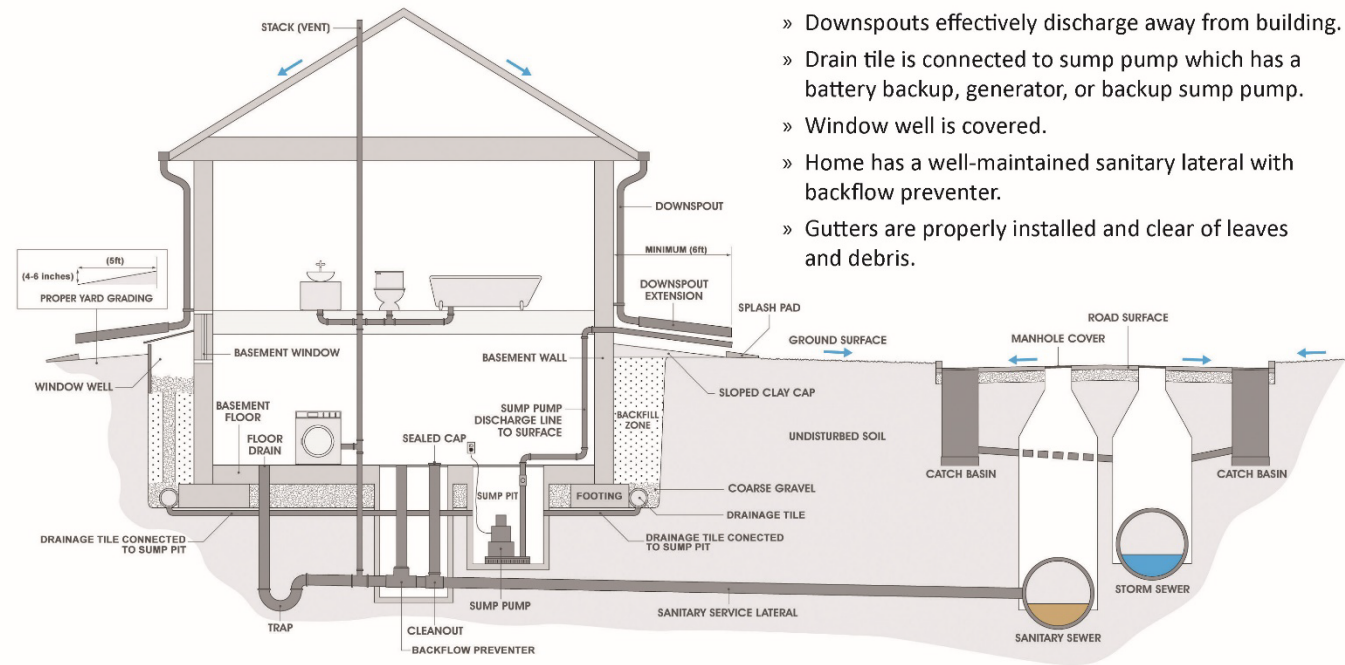 STACK (VENT)
» Downspouts effectively discharge away from building.
» Drain tile is connected to sump pump which has a
battery backup, generator, or backup sump pump.
» Window well is covered.
» Home has a well-maintained sanitary lateral with
backflow preventer.
» Gutters are properly installed and clear of leaves
and debris.
DOWNSPOUT
MINIMUM (6ft)
(5ft)
(4-6 inches)
PROPER YARD GRADING
DOWNSPOUT
EXTENSION
SPLASH PAD
ROAD SURFACE
MANHOLE COVER
GROUND SURFACE
BASEMENT WINDOW
BASEMENT WALL
WINDOW WELL
SLOPED CLAY CAP
BASEMENT
FLOOR
FLOOR
DRAIN
SEALED CAP
SUMP PUMP
DISCHARGE LINE
TO SURFACE
BACKFILL
ZONE
UNDISTURBED SOIL
CATCH BASIN
CATCH BASIN
SUMP PIT
FOOTING
COARSE GRAVEL
DRAINAGE TILE
DRAINAGE TILE CONNECTED
TO SUMP PIT
DRAINAGE TILE CONECTED
TO SUMP PIT
STORM SEWER
SUMP PUMP
SANITARY SERVICE LATERAL
TRAP
CLEANOUT
SANITARY SEWER
BACKFLOW PREVENTER